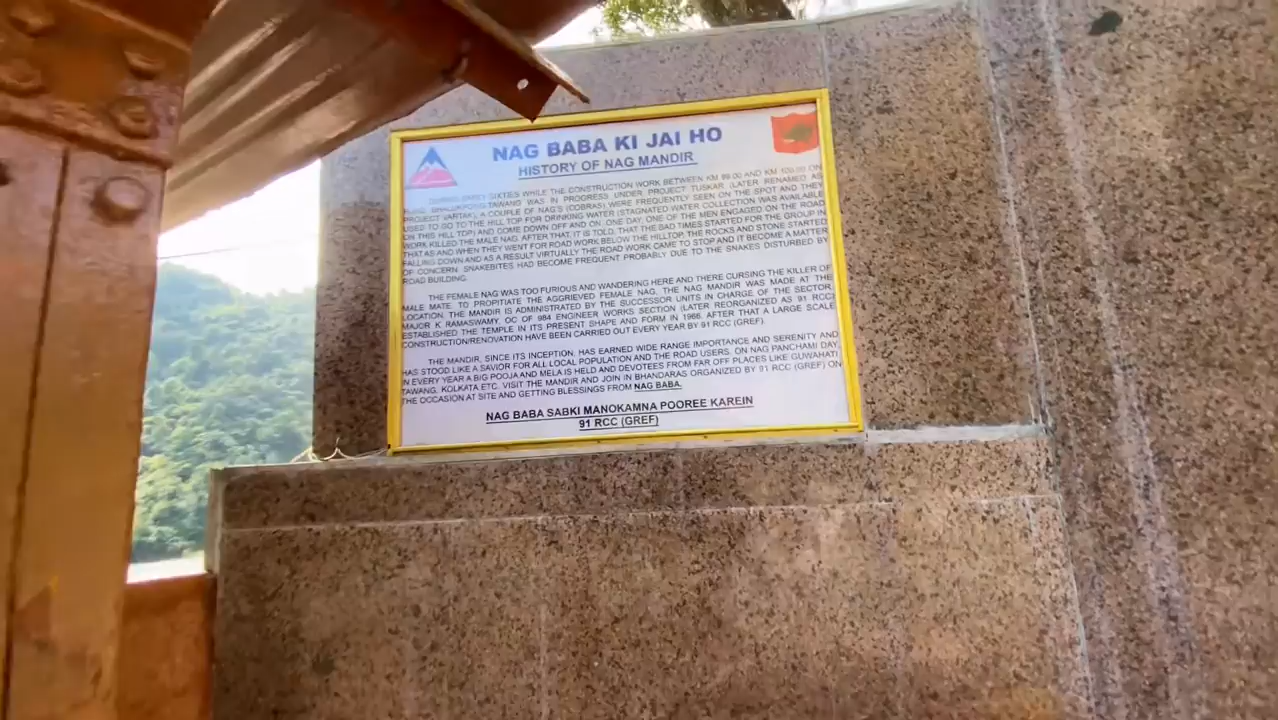 NAG BABA KI JAI HO
HISTORY OF NAG MANDIR
DURING EARLY SIXTIES WHILE THE CONSTRUCTION WORK BETWEEN KM 99.00 AND KM ON
ROAD BHALUKPONG-TAWANG WAS IN PROGRESS UNDER PROJECT TUSKAR (LATER RENAMED AS
PROJECT VARTAK), A COUPLE OF NAG'S (COBRAS) WERE FREQUENTLY SEEN ON THE SPOT AND THEY
USED TO GO TO THE HILL TOP FOR DRINKING WATER (STAGNATED WATER COLLECTION WAS AVAILABLE
ON THIS HILL TOP) AND COME DOWN OFF AND ON. ONE DAY, ONE OF THE MEN ENGAGED ON THE ROAD
WORK KILLED THE MALE NAG. AFTER THAT, IT IS TOLD, THAT THE BAD TIMES STARTED FOR THE GROUP IN
THAT AS AND WHEN THEY WENT FOR ROAD WORK BELOW THE HILLTOP, THE ROCKS AND STONE STARTED
FALLING DOWN AND AS A RESULT VIRTUALLY THE ROAD WORK CAME TO STOP AND IT BECOME A MATTER
OF CONCERN. SNAKEBITES HAD BECOME FREQUENT PROBABLY DUE TO THE SNAKES DISTURBED BY
ROAD BUILDING.
THE FEMALE NAG WAS TOO FURIOUS AND WANDERING HERE AND THERE CURSING THE KILLER OF
MALE MATE. TO PROPITIATE THE AGGRIEVED FEMALE NAG, THE NAG MANDIR WAS MADE AT THE
LOCATION. THE MANDIR IS ADMINISTRATED BY THE SUCCESSOR UNITS IN CHARGE OF THE SECTOR.
MAJOR K RAMASWAMY, OC OF 984 ENGINEER WORKS SECTION (LATER REORGANIZED AS 91 RCC)
ESTABLISHED THE TEMPLE IN ITS PRESENT SHAPE AND FORM IN 1966. AFTER THAT A LARGE SCALE
CONSTRUCTION/RENOVATION HAVE BEEN CARRIED OUT EVERY YEAR BY 91 RCC (GREF).
THE MANDIR, SINCE ITS INCEPTION, HAS EARNED WIDE RANGE IMPORTANCE AND SERENITY AND
HAS STOOD LIKE A SAVIOR FOR ALL LOCAL POPULATION AND THE ROAD USERS. ON NAG PANCHAMI DAY,
IN EVERY YEAR A BIG POOJA AND MELA IS HELD AND DEVOTEES FROM FAR OFF PLACES LIKE GUWAHATI,
TAWANG, KOLKATA ETC. VISIT THE MANDIR AND JOIN IN BHANDARAS ORGANIZED BY 91 RCC (GREF) ON
THE OCCASION AT SITE AND GETTING BLESSINGS FROM NAG BABA.
NAG BABA SABKI MANOKAMNA POOREE KAREIN
91 RCC (GREF)